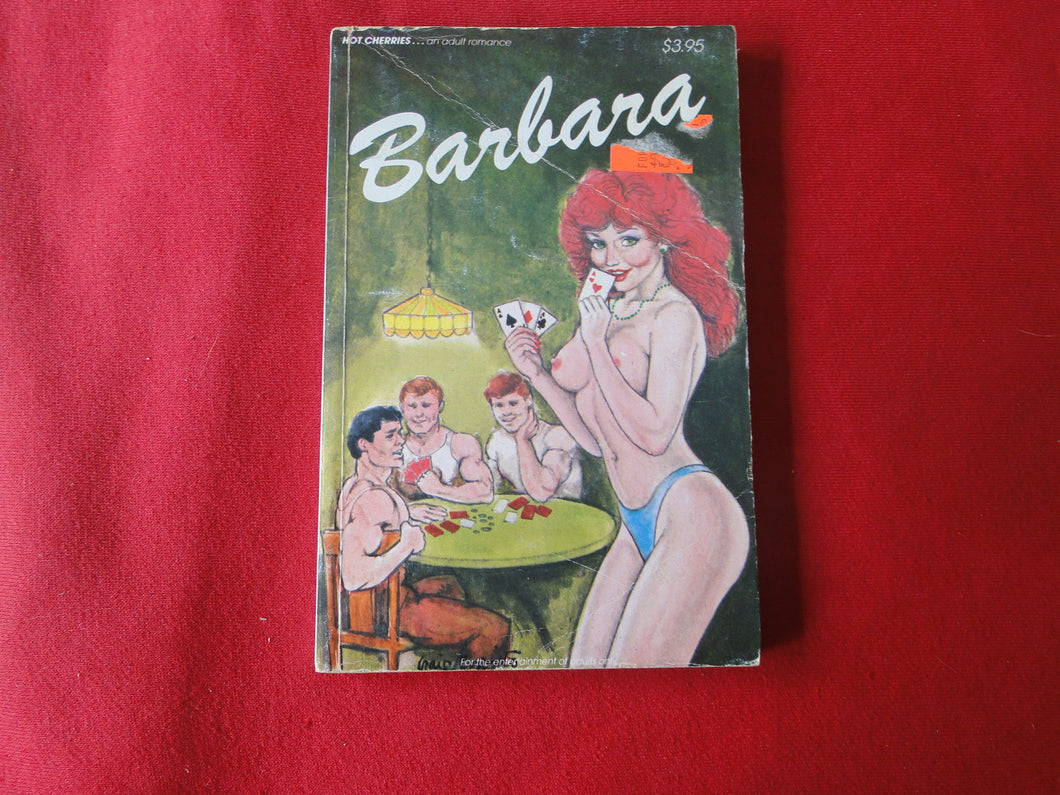 HOT CHERRIES... an adult romance
$3.95
Barbara
A
A
A
A
For the entertainment of adults only